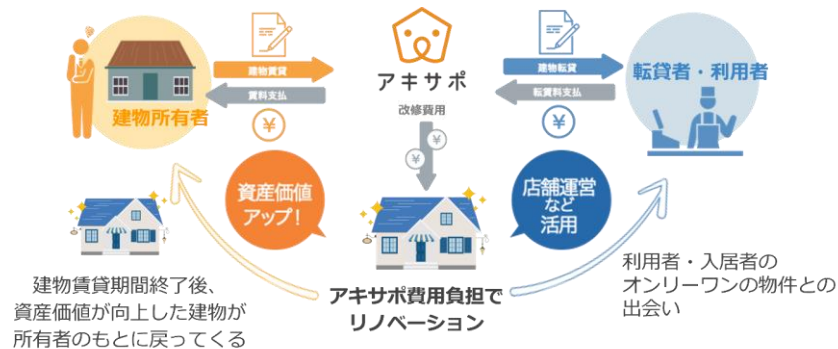 建物賃貸
賃料支払
¥
建物所有者
アキサポ
改修費用
¥
¥
建物転貸
転賃料支払
¥
転貸者・利用者
資産価値
アップ！
店舗運営
など
活用
建物賃貸期間終了後、
資産価値が向上した建物が
所有者のもとに戻ってくる
アキサポ費用負担で
リノベーション
利用者・入居者の
オンリーワンの物件との
出会い